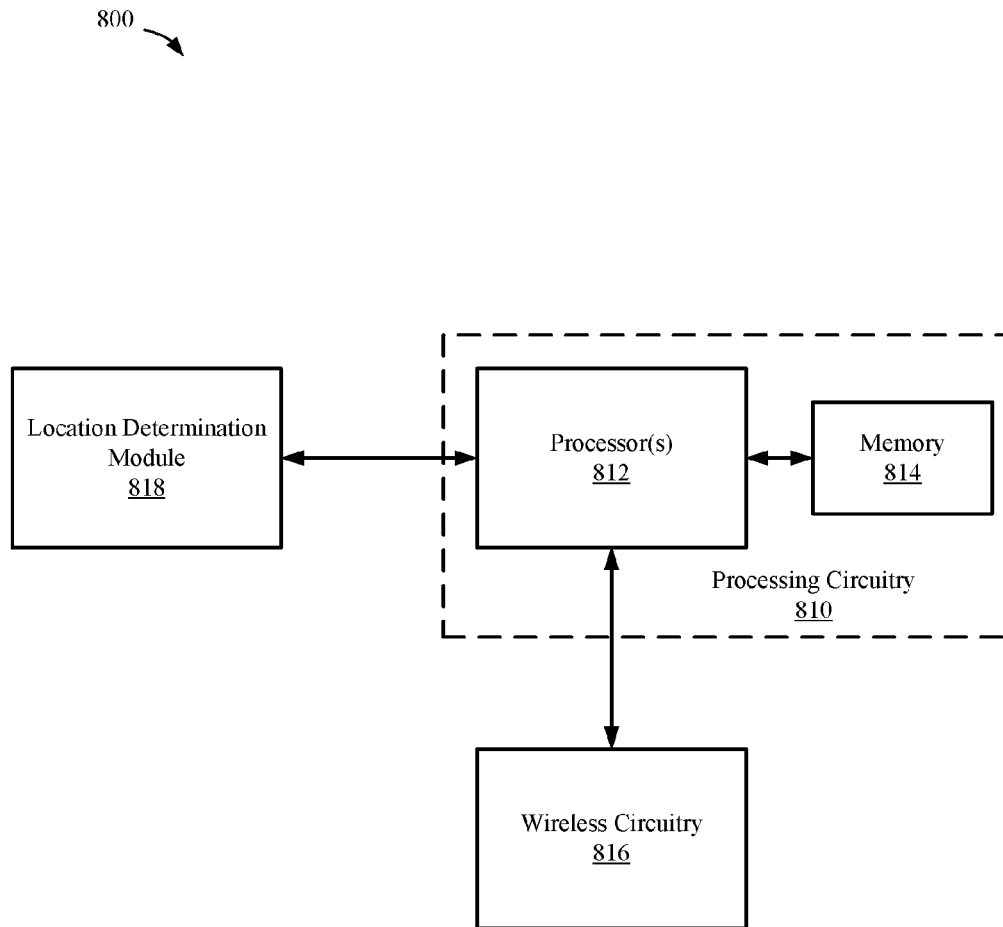 800
Location Determination
Module
818
Processor(s)
812
Memory
814
Processing Circuitry
810
Wireless Circuitry
816